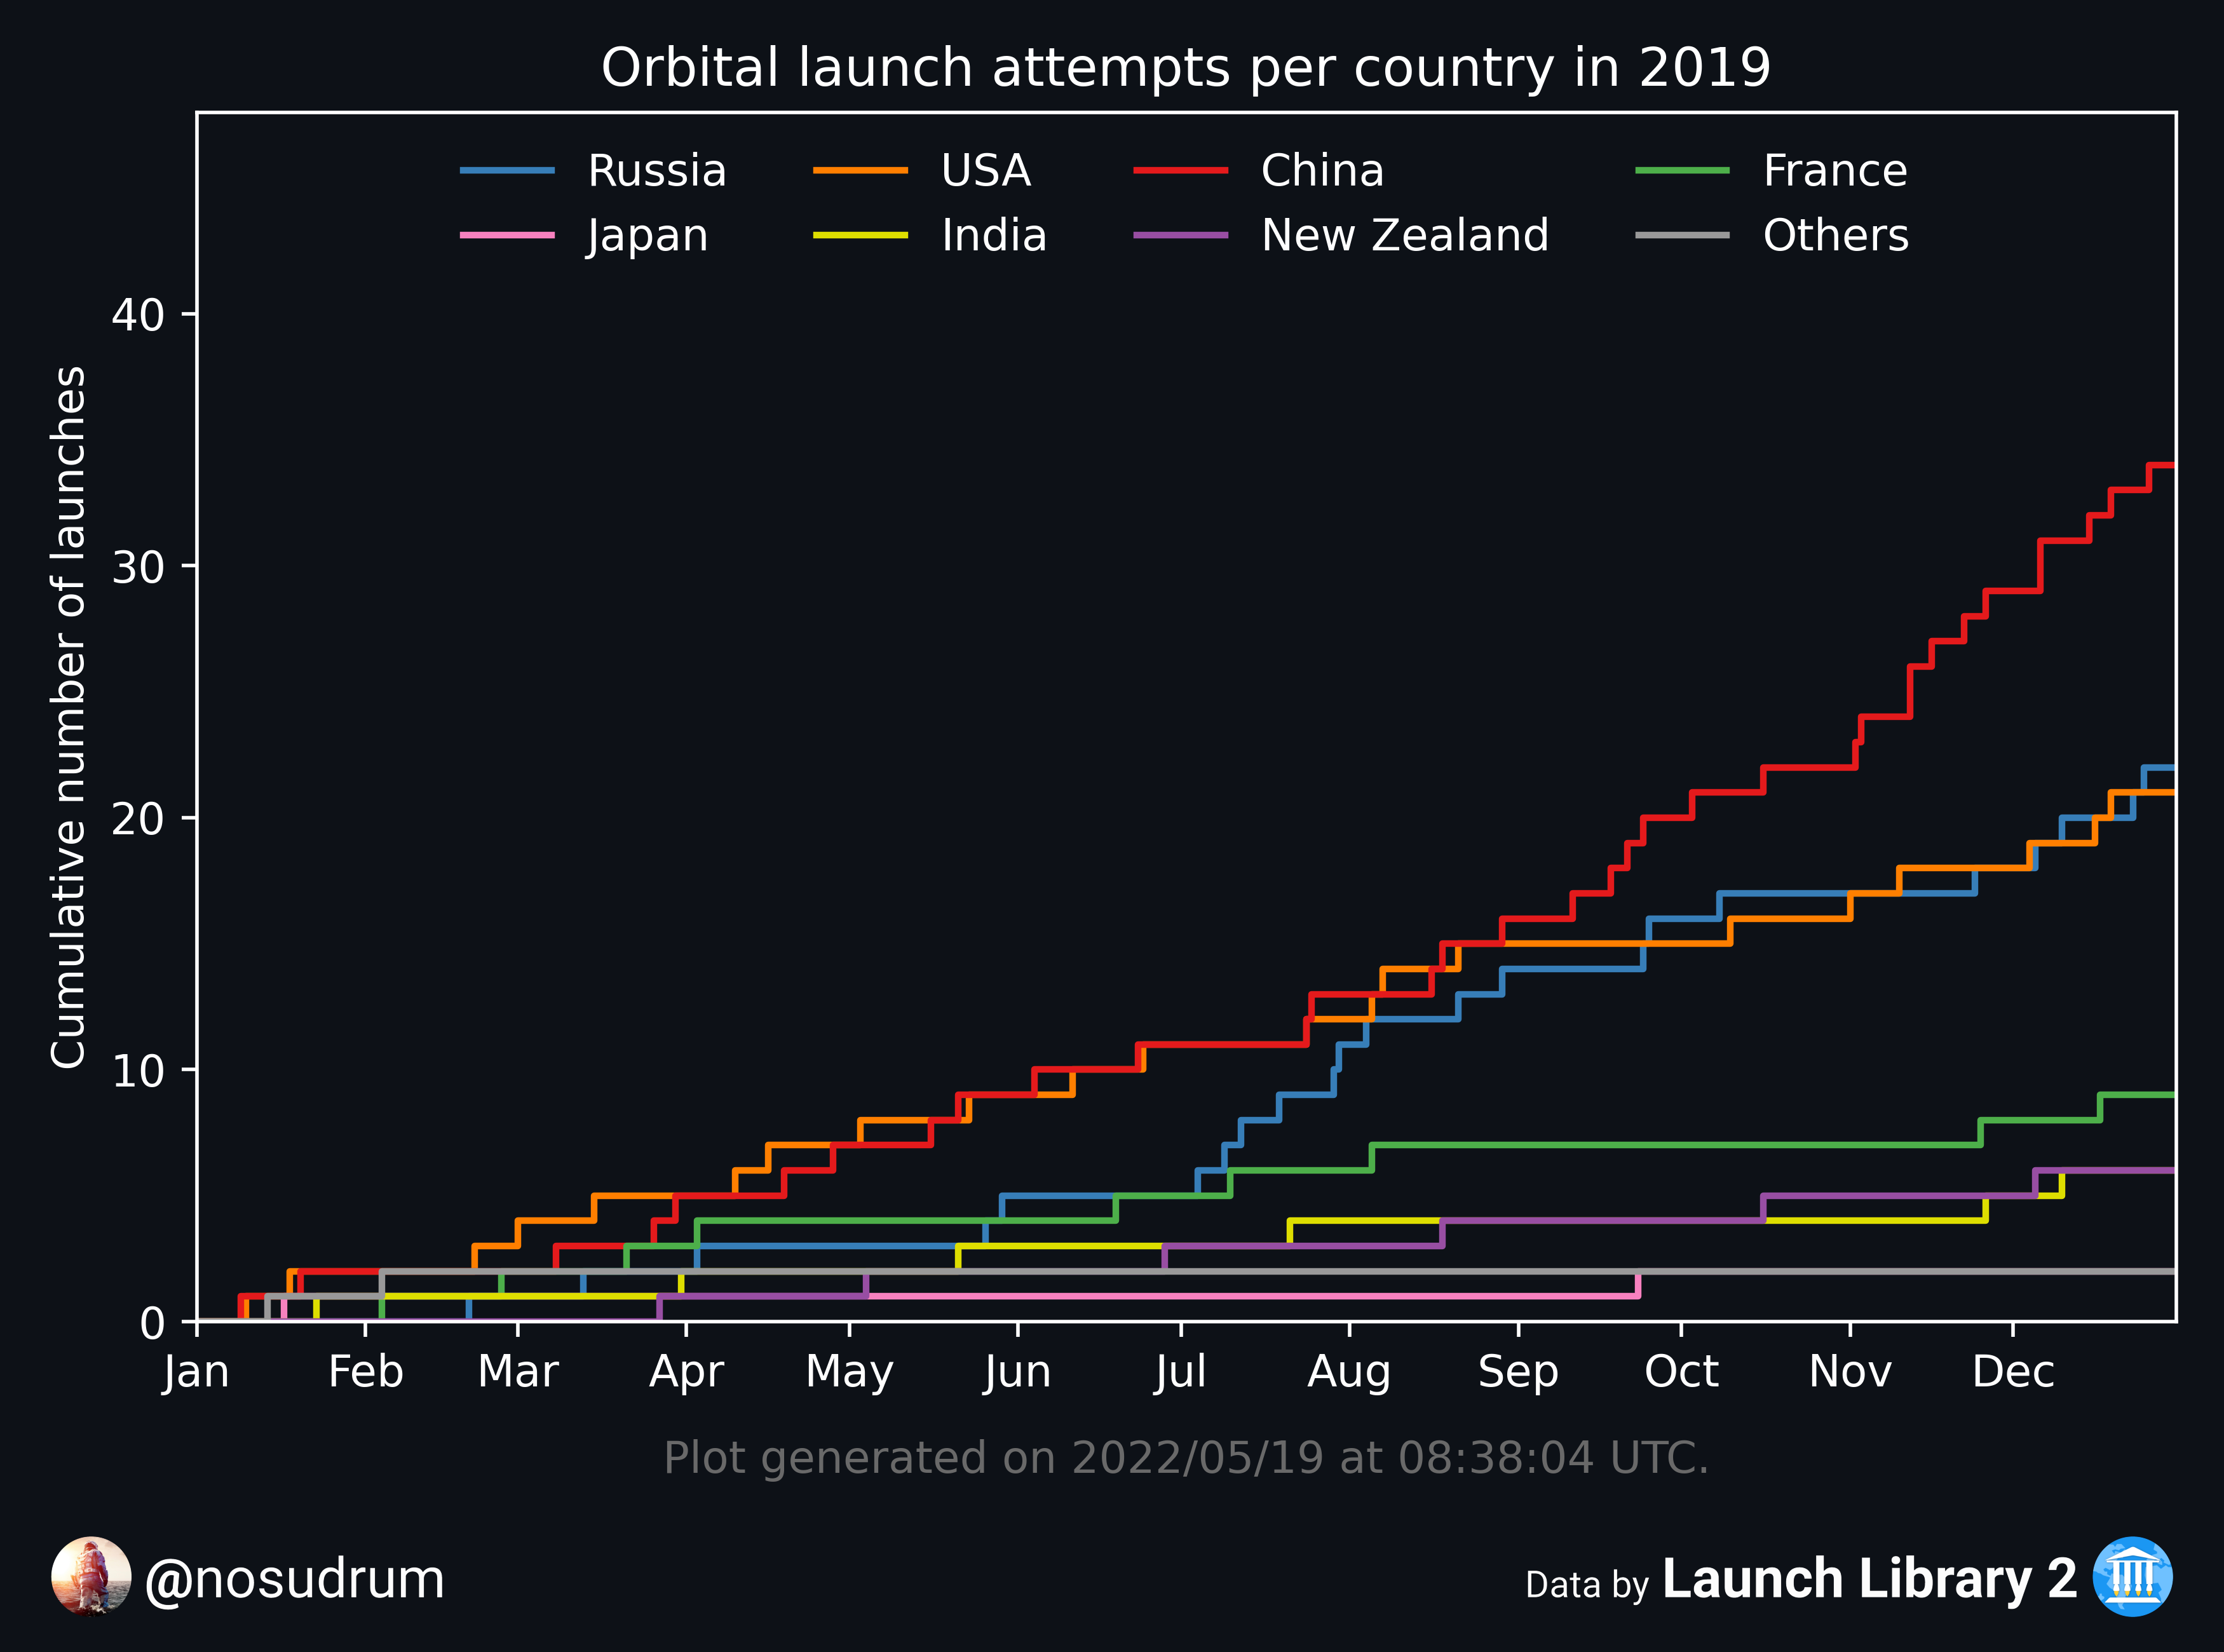 Orbital launch attempts per country in 2019
Russia USA China France
Japan India New Zealand Others
Cumulative number of launches
40
30
20
10
0
Jan Feb Mar Apr May Jun Jul Aug Sep Oct Nov Dec
Plot generated on 2022/05/19 at 08:38:04 UTC.
@nosudrum
Data by Launch Library 2